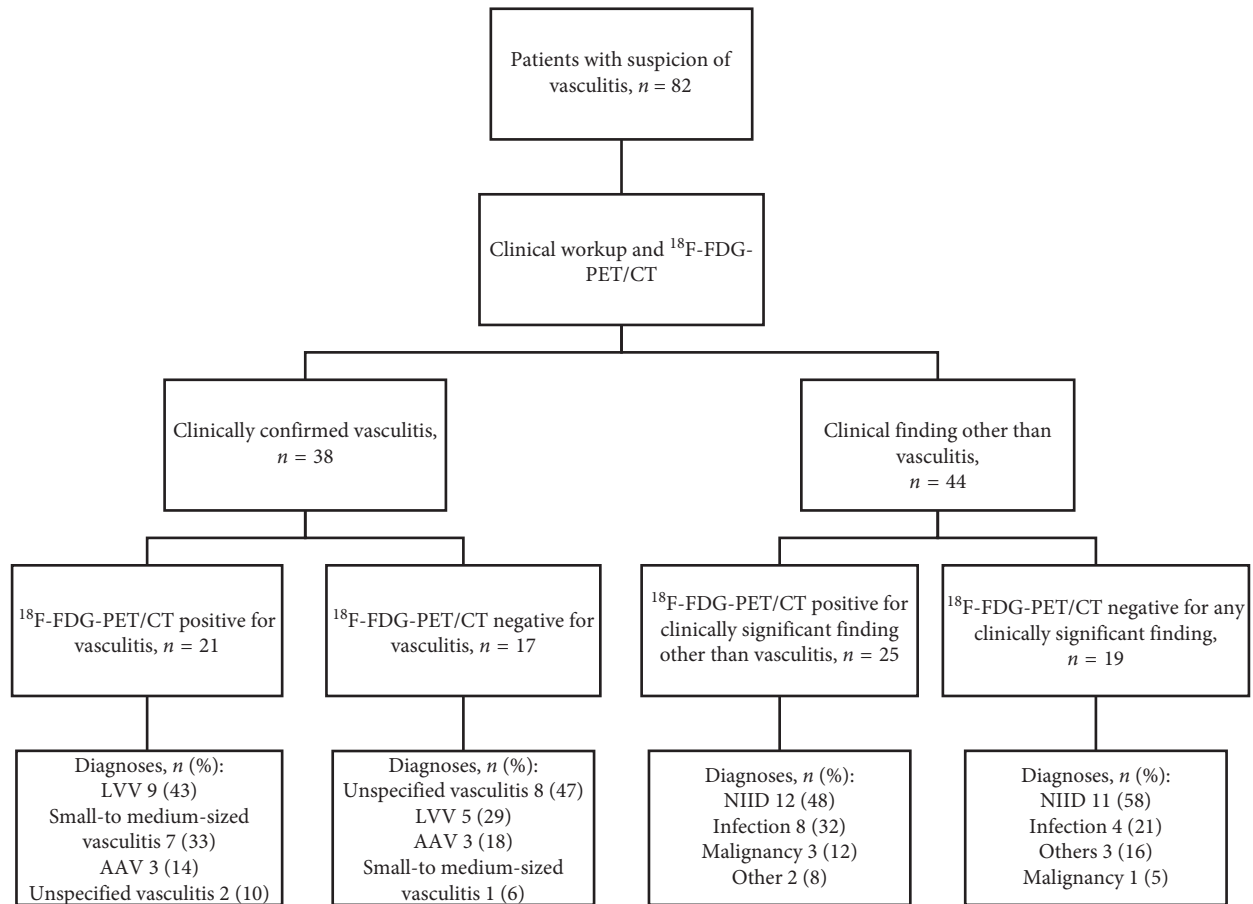 Patients with suspicion of
vasculitis, n = 82
Clinical workup and ¹⁸F-FDG-
PET/CT
Clinically confirmed vasculitis,
n = 38
Clinical finding other than
vasculitis,
n = 44
¹⁸F-FDG-PET/CT positive for
vasculitis, n = 21
¹⁸F-FDG-PET/CT negative for
vasculitis, n = 17
¹⁸F-FDG-PET/CT positive for
clinically significant finding
other than vasculitis, n = 25
¹⁸F-FDG-PET/CT negative for any
clinically significant finding,
n = 19
Diagnoses, n (%):
LVV 9 (43)
Small-to medium-sized
vasculitis 7 (33)
AAV 3 (14)
Unspecified vasculitis 2 (10)
Diagnoses, n (%):
Unspecified vasculitis 8 (47)
LVV 5 (29)
AAV 3 (18)
Small-to medium-sized
vasculitis 1 (6)
Diagnoses, n (%):
NIID 12 (48)
Infection 8 (32)
Malignancy 3 (12)
Other 2 (8)
Diagnoses, n (%):
NIID 11 (58)
Infection 4 (21)
Others 3 (16)
Malignancy 1 (5)